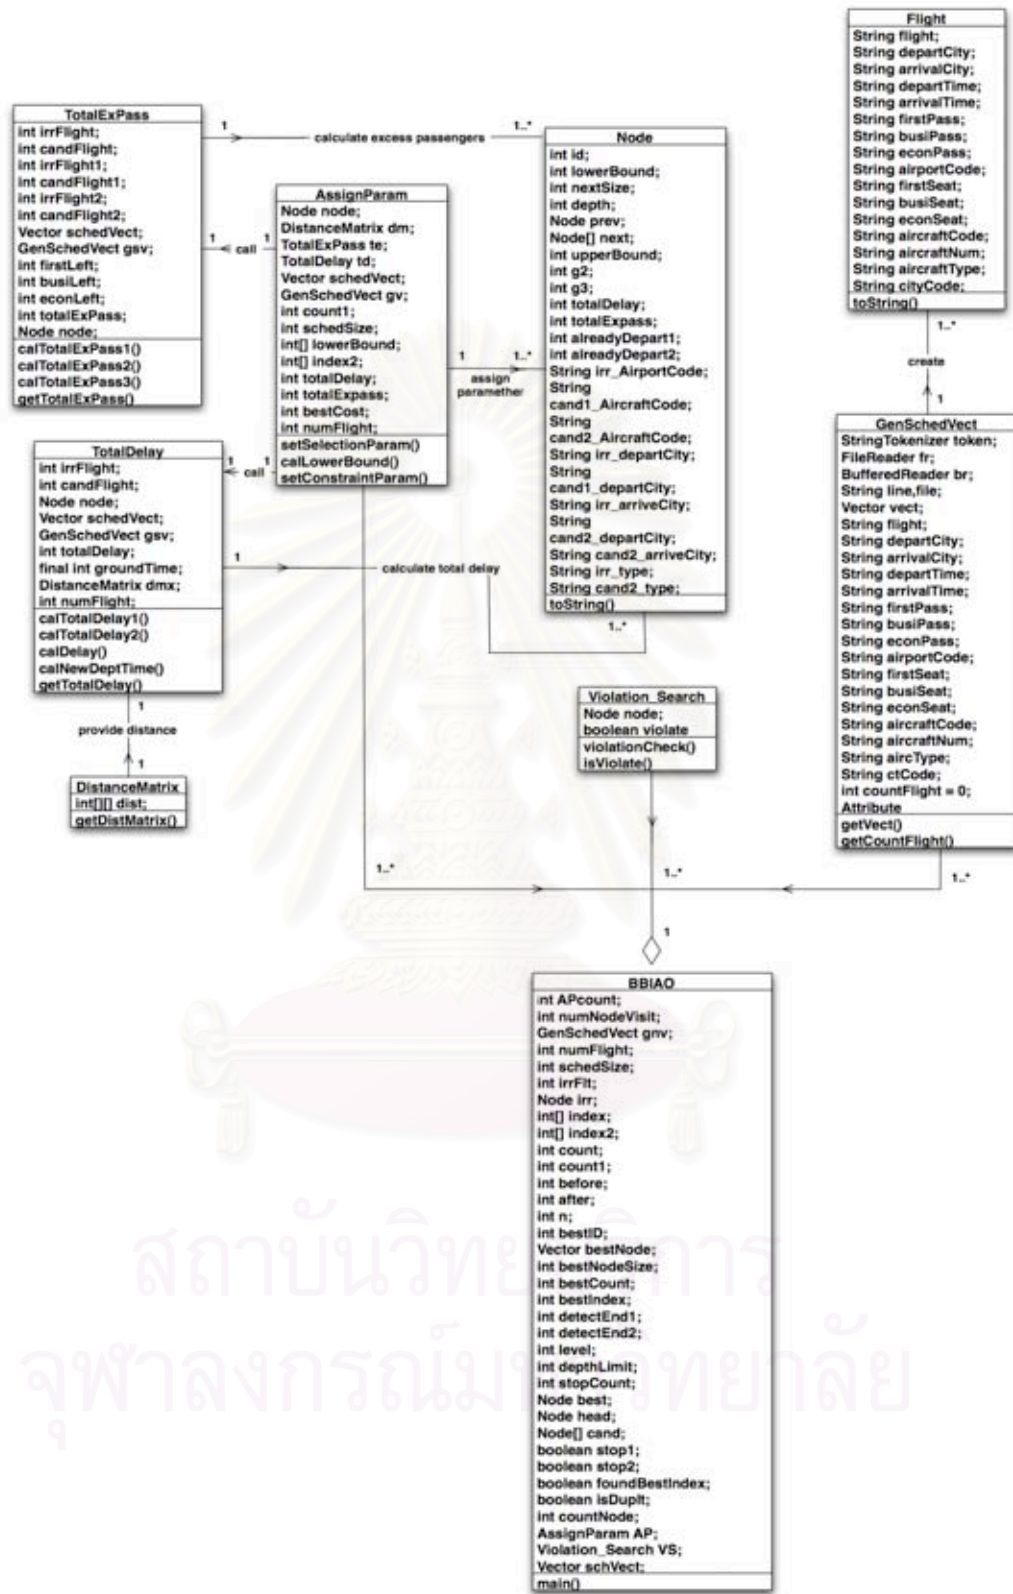 Flight
String flight;
String departCity;
String arrivalCity;
String departTime;
String arrivalTime;
String firstPass;
String busiPass;
String econPass;
String airportCode;
String firstSeat;
String busiSeat;
String econSeat;
String aircraftCode;
String aircraftNum;
String aircraftType;
String cityCode;
toString()
1..*
create
1
TotalExPass
int irrFlight;
int candFlight;
int irrFlight1;
int candFlight1;
int irrFlight2;
int candFlight2;
Vector schedVect;
GenSchedVect gsv;
int firstLeft;
int busiLeft;
int econLeft;
int totalExPass;
Node node;
calTotalExPass1()
calTotalExPass2()
calTotalExPass3()
getTotalExPass()
1
calculate excess passengers
1..*
1
call
1
AssignParam
Node node;
DistanceMatrix dm;
TotalExPass te;
TotalDelay td;
Vector schedVect;
GenSchedVect gv;
int count1;
int schedSize;
int[] lowerBound;
int[] index2;
int totalDelay;
int totalExpass;
int bestCost;
int numFlight;
setSelectionParam()
calLowerBound()
setConstraintParam()
1
1..*
assign
paramether
Node
int id;
int lowerBound;
int nextSize;
int depth;
Node prev;
Node[] next;
int upperBound;
int g2;
int g3;
int totalDelay;
int totalExpass;
int alreadyDepart1;
int alreadyDepart2;
String irr_AirportCode;
String
cand1_AircraftCode;
String
cand2_AircraftCode;
String irr_departCity;
String
cand1_departCity;
String irr_arriveCity;
String
cand2_departCity;
String cand2_arriveCity;
String irr_type;
String cand2_type;
toString()
1..*
GenSchedVect
StringTokenizer token;
FileReader fr;
BufferedReader br;
String line,file;
Vector vect;
String flight;
String departCity;
String arrivalCity;
String departTime;
String arrivalTime;
String firstPass;
String busiPass;
String econPass;
String airportCode;
String firstSeat;
String busiSeat;
String econSeat;
String aircraftCode;
String aircraftNum;
String aircType;
String ctCode;
int countFlight = 0;
Attribute
getVect()
getCountFlight()
1..*
TotalDelay
int irrFlight;
int candFlight;
Node node;
Vector schedVect;
GenSchedVect gsv;
int totalDelay;
final int groundTime;
DistanceMatrix dmx;
int numFlight;
calTotalDelay1()
calTotalDelay2()
calDelay()
calNewDeptTime()
getTotalDelay()
1
call
1
1
calculate total delay
1
provide distance
1
DistanceMatrix
int[][] dist;
getDistMatrix()
Violation_Search
Node node;
boolean violate
violationCheck()
isViolate()
1..*
1..*
1
BBIAO
int APcount;
int numNodeVisit;
GenSchedVect gnv;
int numFlight;
int schedSize;
int irrFlt;
Node irr;
int[] index;
int[] index2;
int count;
int count1;
int before;
int after;
int n;
int bestID;
Vector bestNode;
int bestNodeSize;
int bestCount;
int bestIndex;
int detectEnd1;
int detectEnd2;
int level;
int depthLimit;
int stopCount;
Node best;
Node head;
Node[] cand;
boolean stop1;
boolean stop2;
boolean foundBestIndex;
boolean isDuplt;
int countNode;
AssignParam AP;
Violation_Search VS;
Vector schVect;
main()
สถาบันวิทยบริการ
จุฬาลงกรณ์มหาวิทยาลัย